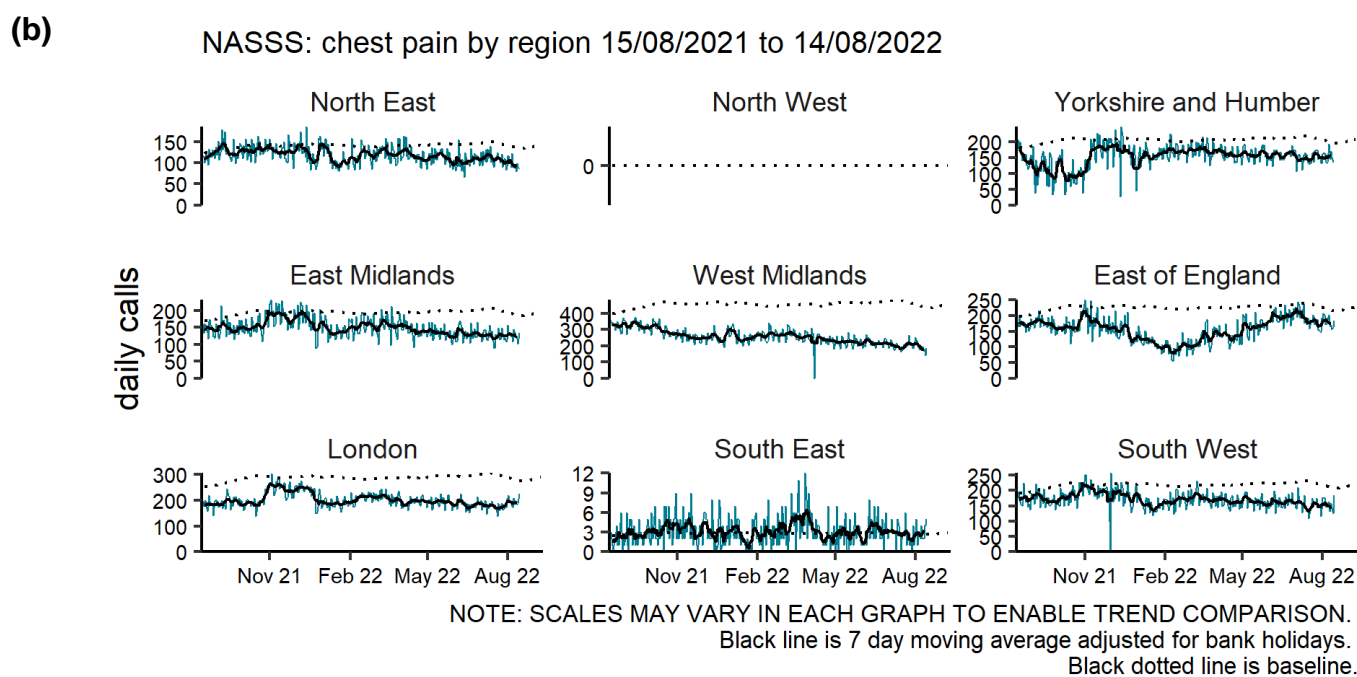 (b)
NASSS: chest pain by region 15/08/2021 to 14/08/2022
daily calls
North East
150
100
50
0
North West
0
Yorkshire and Humber
200
150
100
50
0
East Midlands
200
150
100
50
0
West Midlands
400
300
200
100
0
East of England
250
200
150
100
50
0
London
300
200
100
0
Nov 21 Feb 22 May 22 Aug 22
South East
12
9
6
3
0
Nov 21 Feb 22 May 22 Aug 22
South West
250
200
150
100
50
0
Nov 21 Feb 22 May 22 Aug 22
NOTE: SCALES MAY VARY IN EACH GRAPH TO ENABLE TREND COMPARISON.
Black line is 7 day moving average adjusted for bank holidays.
Black dotted line is baseline.